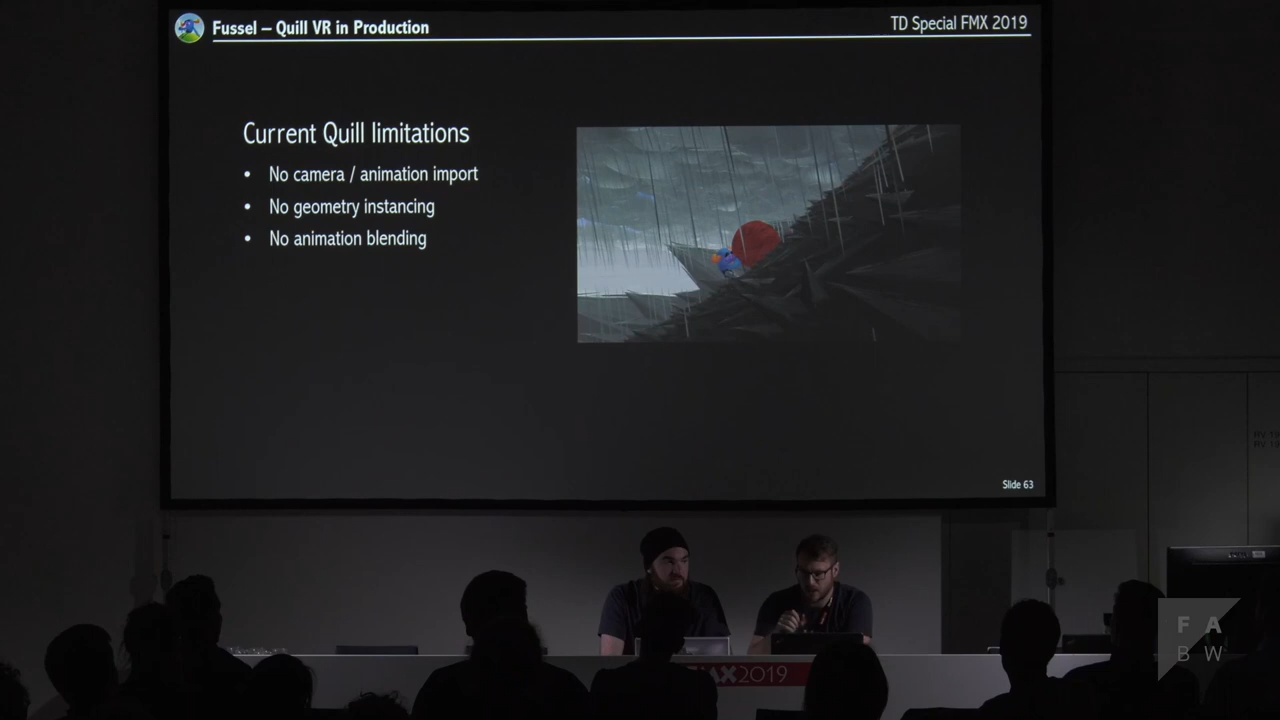 Fussel – Quill VR in Production
TD Special FMX 2019
Current Quill limitations
• No camera / animation import
• No geometry instancing
• No animation blending
Slide 63
FMX2019
F A
B W